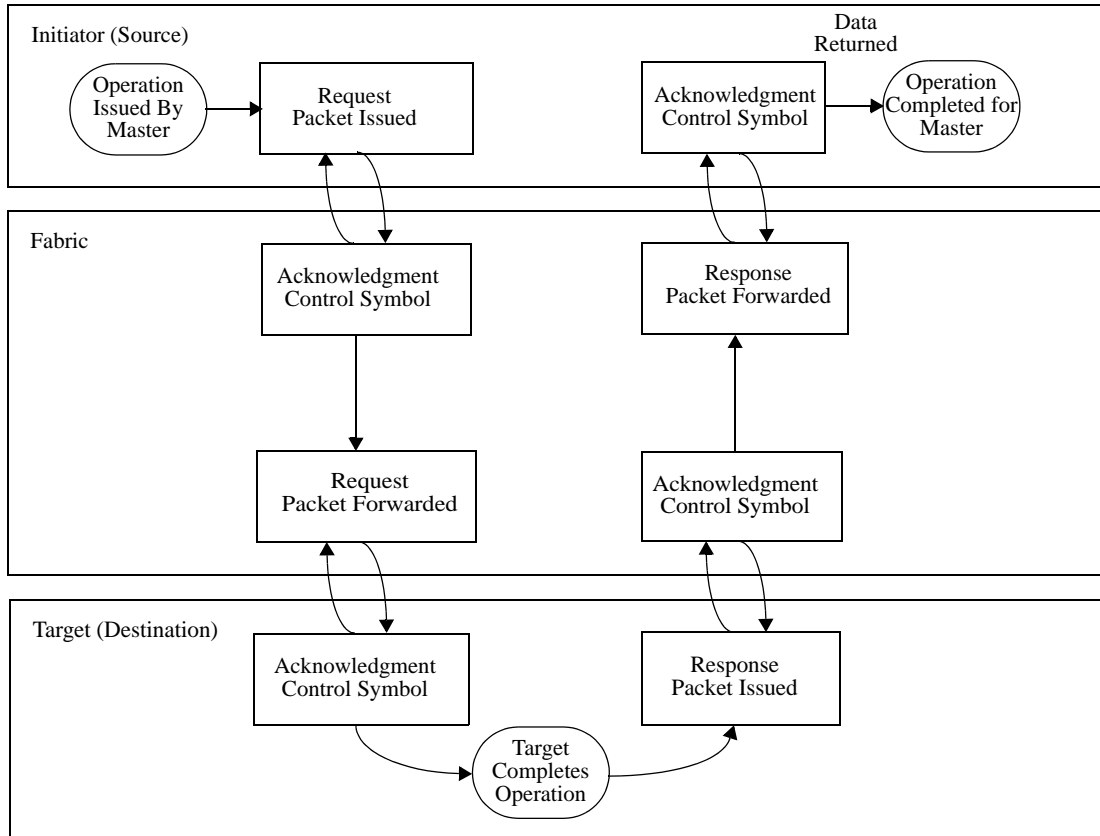 Initiator (Source)
Data
Returned
Operation
Issued By
Master
Request
Packet Issued
Acknowledgment
Control Symbol
Operation
Completed for
Master
Fabric
Acknowledgment
Control Symbol
Response
Packet Forwarded
Request
Packet Forwarded
Acknowledgment
Control Symbol
Target (Destination)
Acknowledgment
Control Symbol
Response
Packet Issued
Target
Completes
Operation